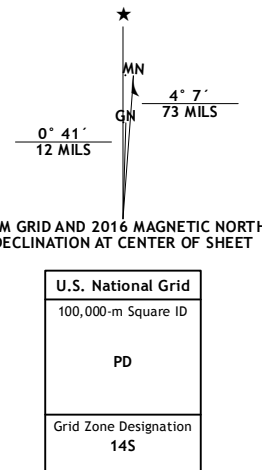 ★
MN
GN
4° 7´
73 MILS
0° 41´
12 MILS
M GRID AND 2016 MAGNETIC NORTH
DECLINATION AT CENTER OF SHEET
U.S. National Grid
100,000-m Square ID
PD
Grid Zone Designation
14S